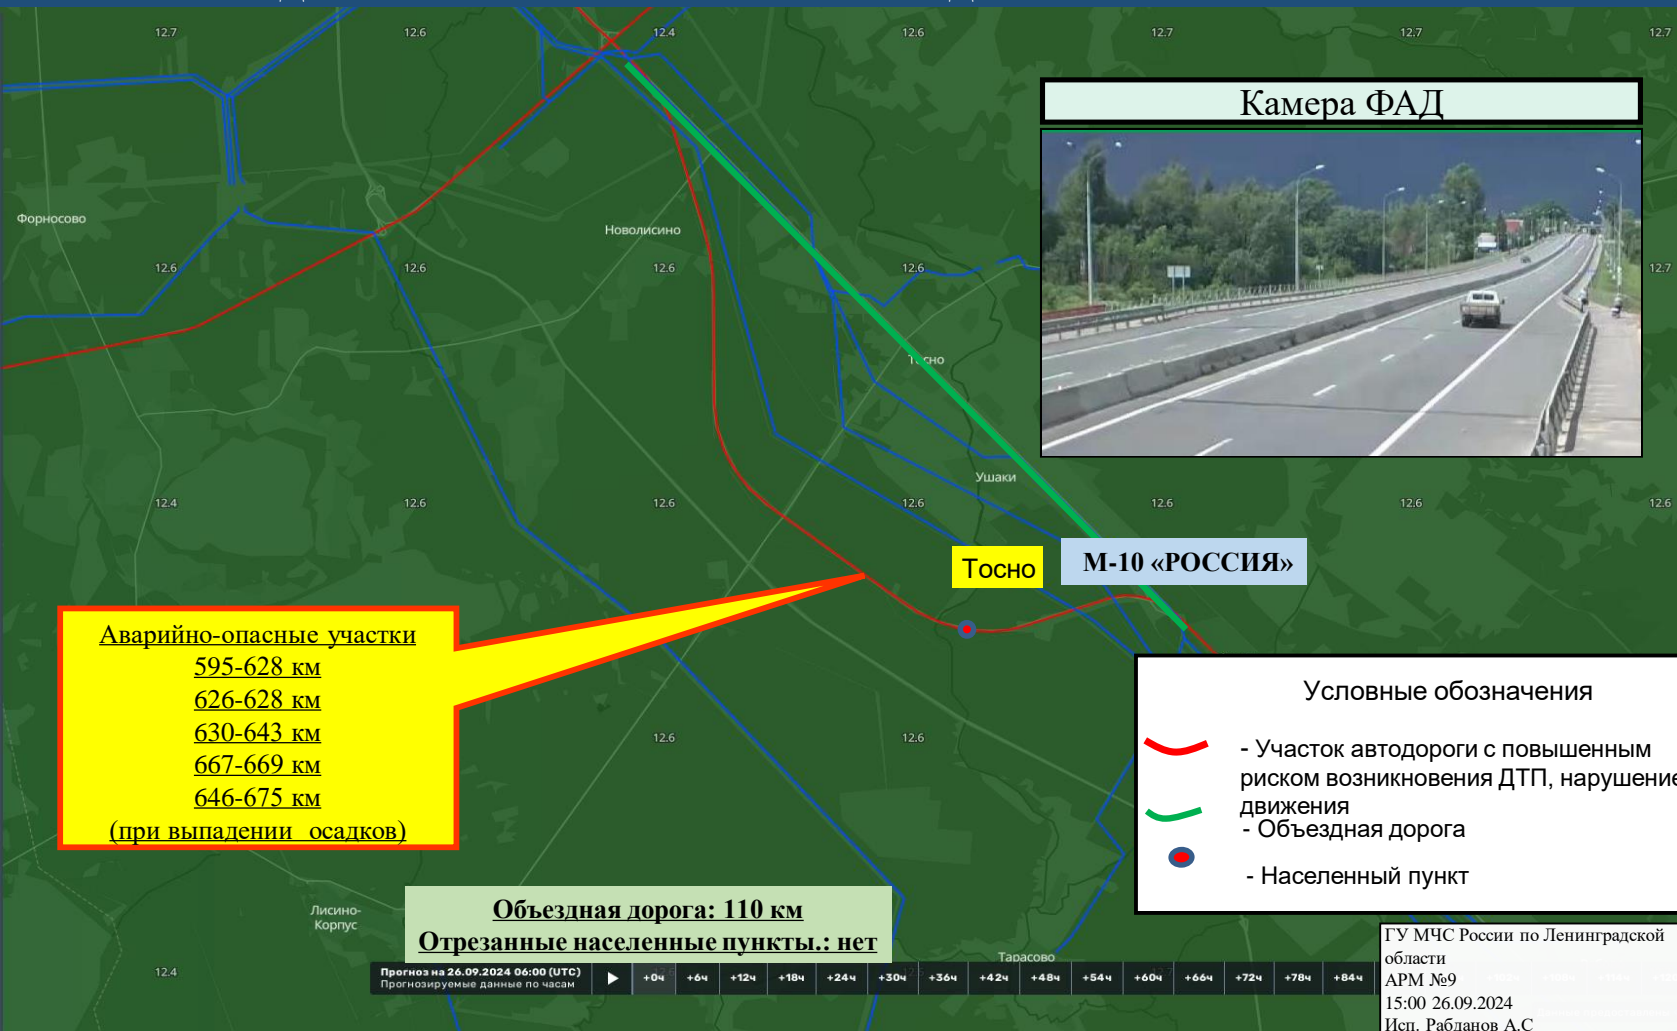 12.7
12.6
12.4
12.6
12.7
12.7
12.7
Камера ФАД
Форносово
Новолисино
12.6
12.6
12.6
12.6
12.7
Тосно
Ушаки
12.4
12.6
12.6
12.6
12.6
12.6
12.6
Тосно
М-10 «РОССИЯ»
Аварийно-опасные участки
595-628 км
626-628 км
630-643 км
667-669 км
646-675 км
(при выпадении осадков)
12.6
12.6
Условные обозначения
- Участок автодороги с повышенным
риском возникновения ДТП, нарушение
движения
- Объездная дорога
- Населенный пункт
Лисино-
Корпус
Объездная дорога: 110 км
Отрезанные населенные пункты.: нет
Тарасово
12.4
Прогноз на 26.09.2024 06:00 (UTC)
Прогнозируемые данные по часам
+0ч +6ч +12ч +18ч +24ч +30ч +36ч +42ч +48ч +54ч +60ч +66ч +72ч +78ч +84ч
ГУ МЧС России по Ленинградской
области
АРМ №9
15:00 26.09.2024
Исп. Рабданов А.С